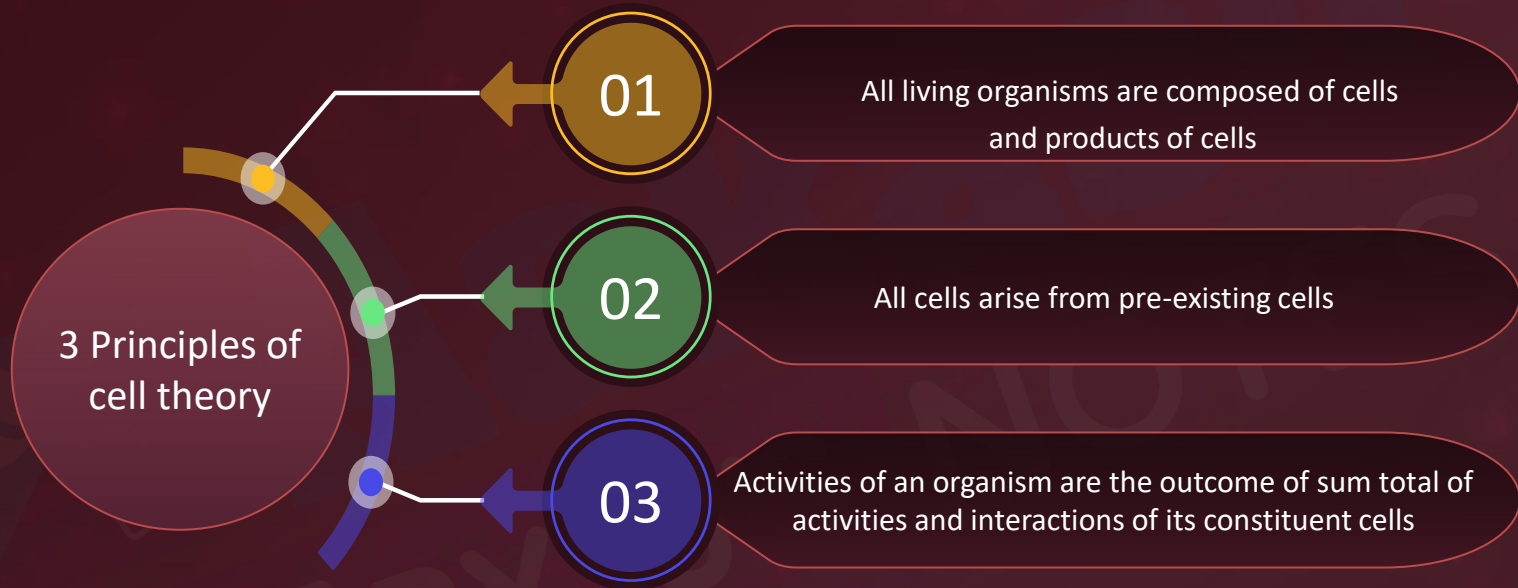 3 Principles of
cell theory
01
All living organisms are composed of cells
and products of cells
02
All cells arise from pre-existing cells
03
Activities of an organism are the outcome of sum total of
activities and interactions of its constituent cells